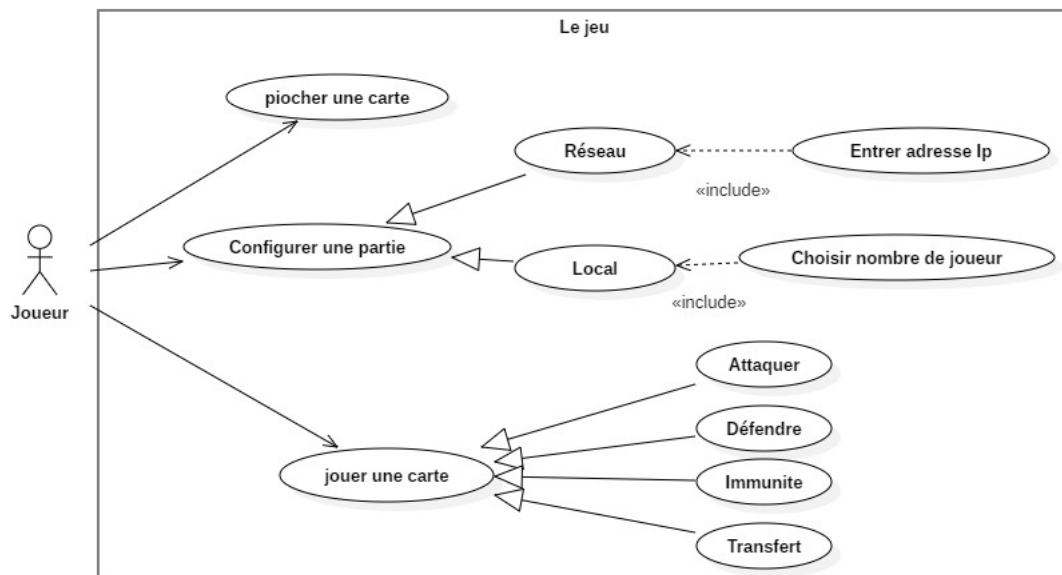 Le jeu
piocher une carte
Réseau
Entrer adresse Ip
«include»
Configurer une partie
Local
Choisir nombre de joueur
«include»
Joueur
Attaquer
Défendre
jouer une carte
Immunite
Transfert